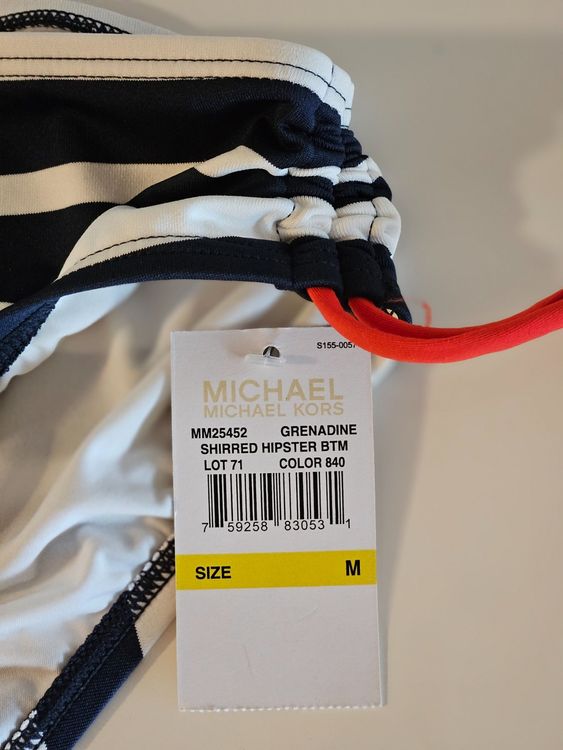 S155-0057
MICHAEL
MICHAEL KORS
MM25452 GRENADINE
SHIRRED HIPSTER BTM
LOT 71 COLOR 840
7 59258 83053 1
SIZE M